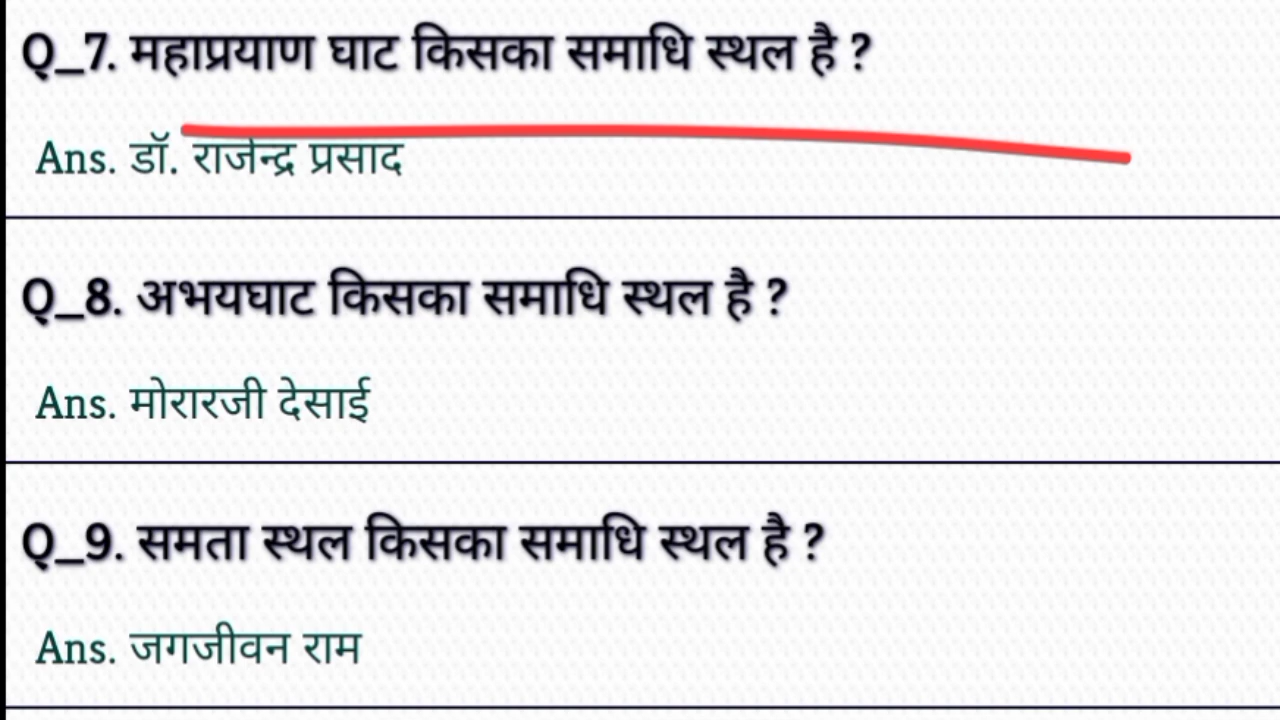 Q_7. महाप्रयाण घाट किसका समाधि स्थल है ?
Ans. डॉ. राजेन्द्र प्रसाद
Q_8. अभयघाट किसका समाधि स्थल है ?
Ans. मोरारजी देसाई
Q_9. समता स्थल किसका समाधि स्थल है ?
Ans. जगजीवन राम